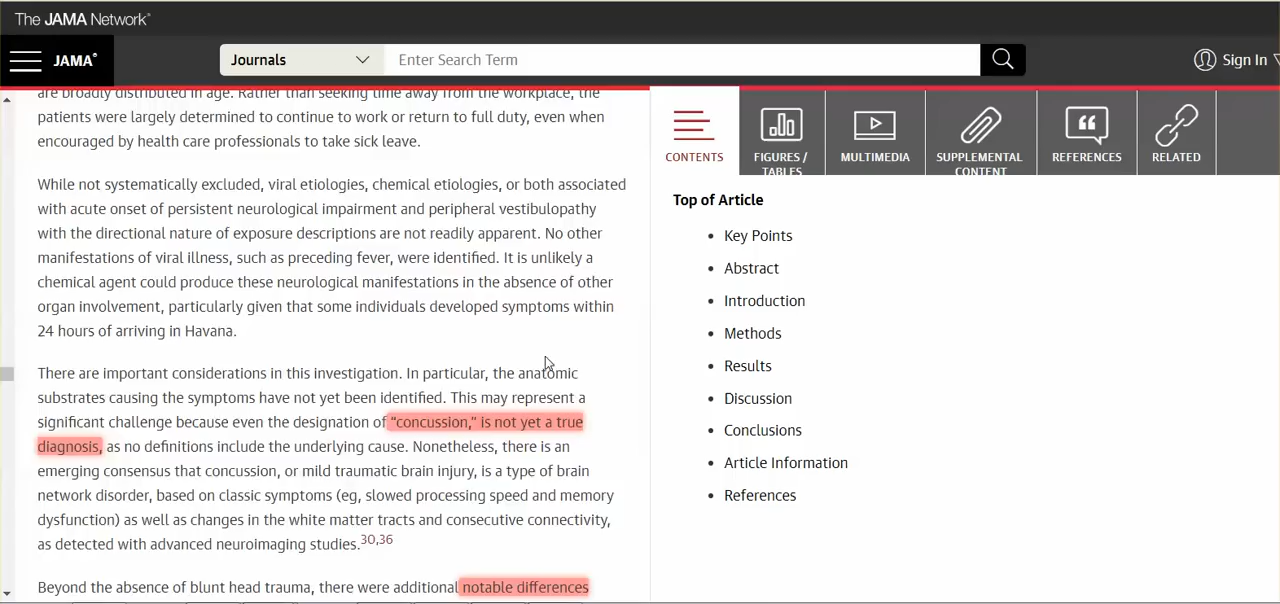 The JAMA Network®
JAMA®
Journals
Enter Search Term
Sign In
are broadly distributed in age. Rather than seeking time away from the workplace, the
patients were largely determined to continue to work or return to full duty, even when
encouraged by health care professionals to take sick leave.
While not systematically excluded, viral etiologies, chemical etiologies, or both associated
with acute onset of persistent neurological impairment and peripheral vestibulopathy
with the directional nature of exposure descriptions are not readily apparent. No other
manifestations of viral illness, such as preceding fever, were identified. It is unlikely a
chemical agent could produce these neurological manifestations in the absence of other
organ involvement, particularly given that some individuals developed symptoms within
24 hours of arriving in Havana.
There are important considerations in this investigation. In particular, the anatomic
substrates causing the symptoms have not yet been identified. This may represent a
significant challenge because even the designation of “concussion,” is not yet a true
diagnosis, as no definitions include the underlying cause. Nonetheless, there is an
emerging consensus that concussion, or mild traumatic brain injury, is a type of brain
network disorder, based on classic symptoms (eg, slowed processing speed and memory
dysfunction) as well as changes in the white matter tracts and consecutive connectivity,
as detected with advanced neuroimaging studies.30,36
Beyond the absence of blunt head trauma, there were additional notable differences
CONTENTS
FIGURES /
TABLES
MULTIMEDIA
SUPPLEMENTAL
CONTENT
REFERENCES
RELATED
Top of Article
• Key Points
• Abstract
• Introduction
• Methods
• Results
• Discussion
• Conclusions
• Article Information
• References